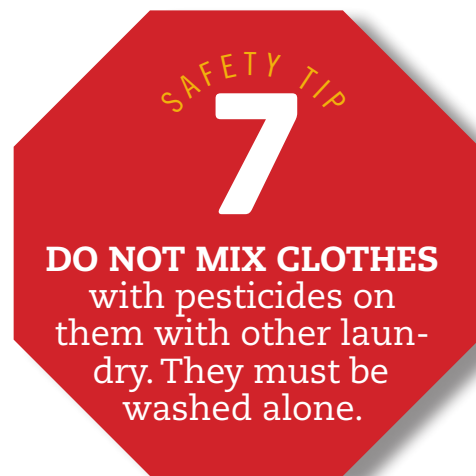 SAFETY TIP
7
DO NOT MIX CLOTHES
with pesticides on
them with other laun-
dry. They must be
washed alone.